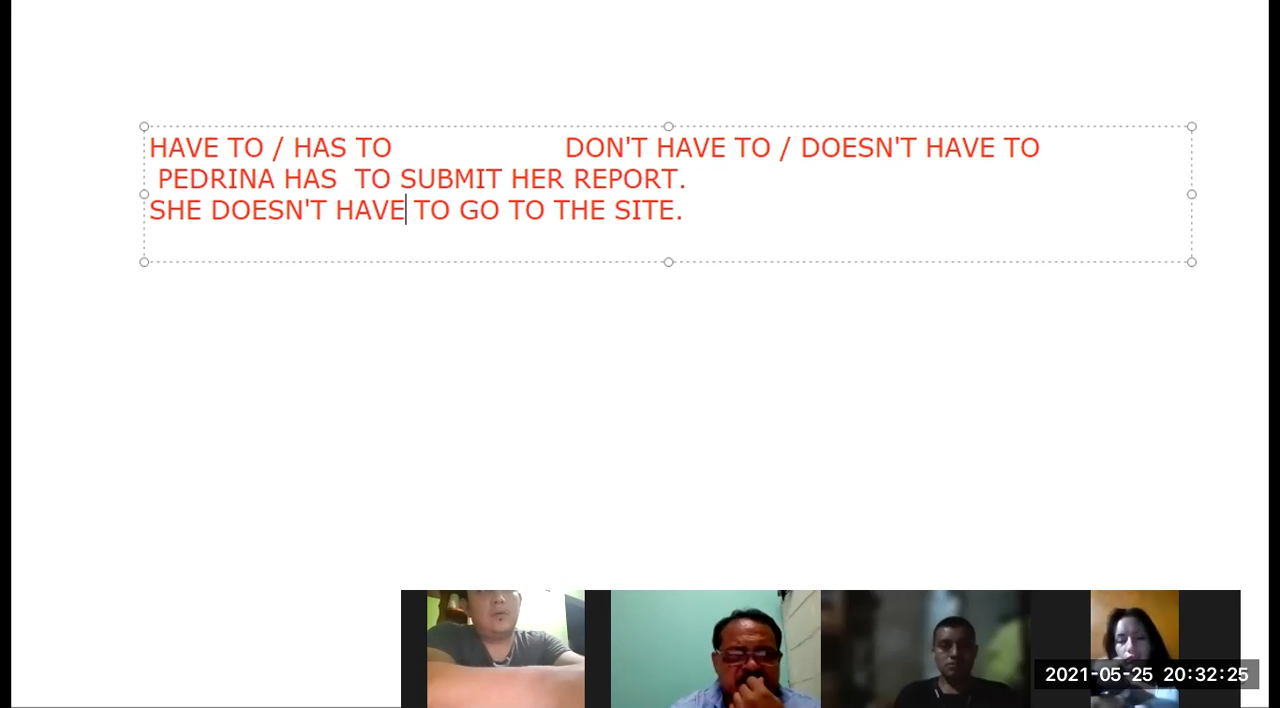 HAVE TO / HAS TO DON'T HAVE TO / DOESN'T HAVE TO
PEDRINA HAS TO SUBMIT HER REPORT.
SHE DOESN'T HAVE TO GO TO THE SITE.
2021-05-25 20:32:25